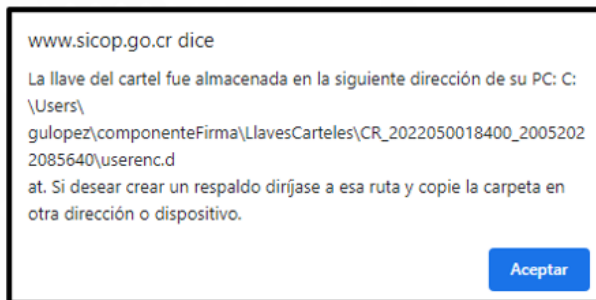 www.sicop.go.cr dice
La llave del cartel fue almacenada en la siguiente dirección de su PC: C:
\Users\
gulopez\componenteFirma\LlavesCarteles\CR_2022050018400_2005202
2085640\userenc.d
at. Si desear crear un respaldo diríjase a esa ruta y copie la carpeta en
otra dirección o dispositivo.
Aceptar